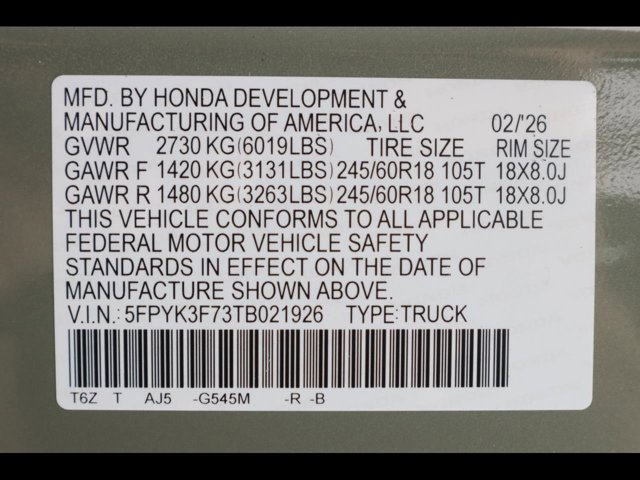 MFD. BY HONDA DEVELOPMENT &
MANUFACTURING OF AMERICA, LLC 02/'26
GVWR 2730 KG(6019LBS) TIRE SIZE RIM SIZE
GAWR F 1420 KG(3131LBS) 245/60R18 105T 18X8.0J
GAWR R 1480 KG(3263LBS) 245/60R18 105T 18X8.0J
THIS VEHICLE CONFORMS TO ALL APPLICABLE
FEDERAL MOTOR VEHICLE SAFETY
STANDARDS IN EFFECT ON THE DATE OF
MANUFACTURE SHOWN ABOVE.
V.I.N.: 5FPYK3F73TB021926 TYPE: TRUCK
T6Z T AJ5 -G545M -R -B